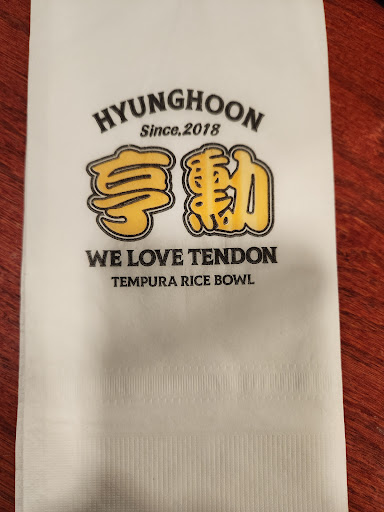 HYUNGHOON
Since.2018
亨勳
WE LOVE TENDON
TEMPURA RICE BOWL